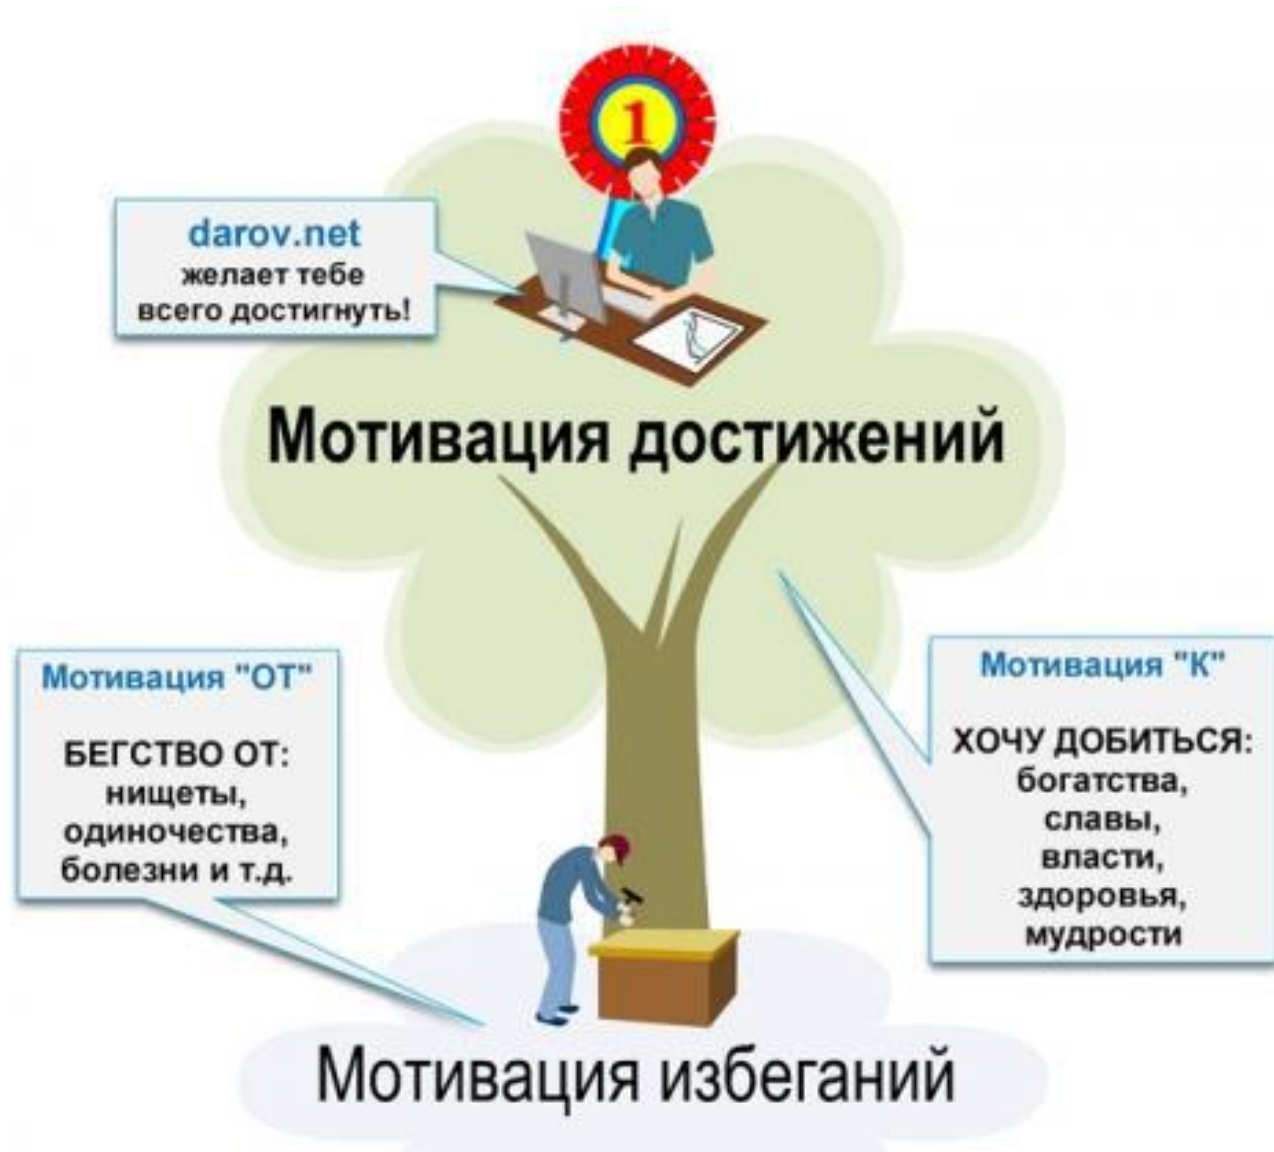 1
darov.net
желает тебе
всего достигнуть!
Мотивация достижений
Мотивация "ОТ"
БЕГСТВО ОТ:
нищеты,
одиночества,
болезни и т.д.
Мотивация "К"
ХОЧУ ДОБИТЬСЯ:
богатства,
славы,
власти,
здоровья,
мудрости
Мотивация избеганий